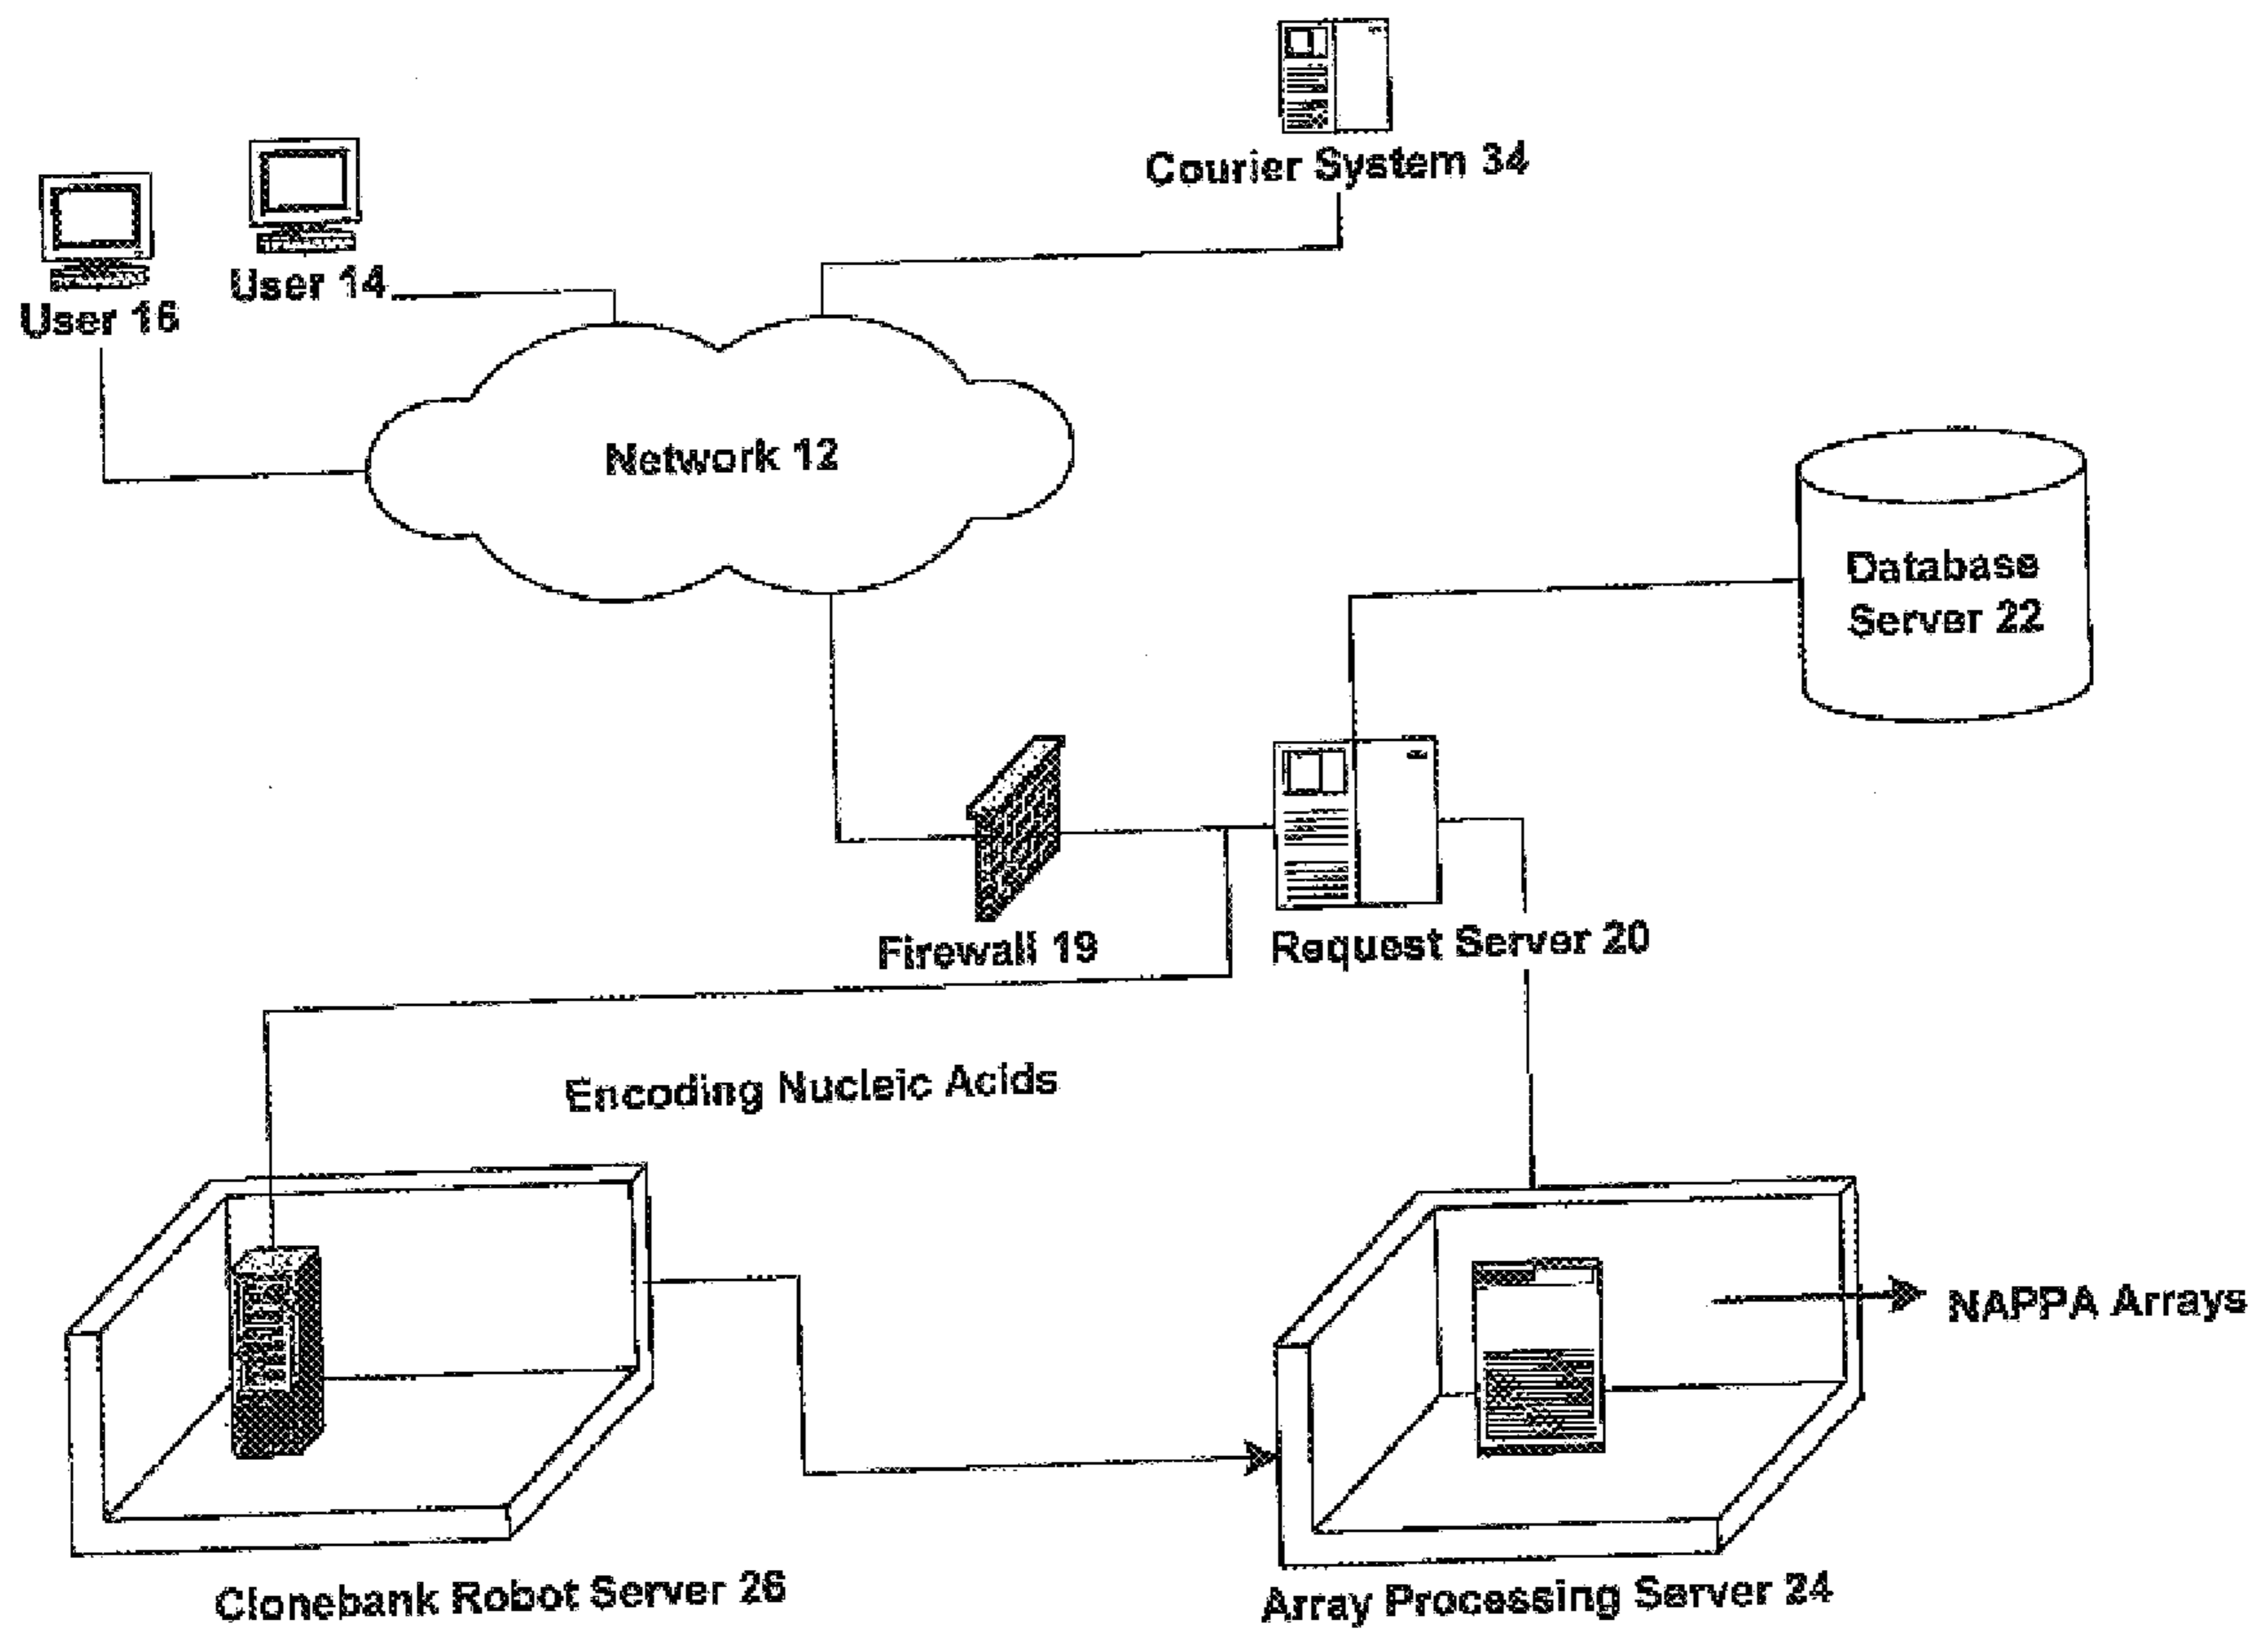 Courier System 34
User 14
User 16
Network 12
Database
Server 22
Firewall 19
Request Server 20
Encoding Nucleic Acids
NAPPA Arrays
Clonebank Robot Server 26
Array Processing Server 24